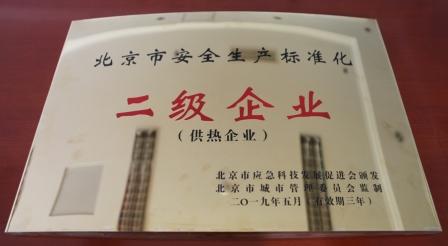 北京市安全生产标准化
二级企业
（供热企业）
北京市应急科技发展促进会颁发
北京市城市管理委员会监制
二〇一九年五月（有效期三年）